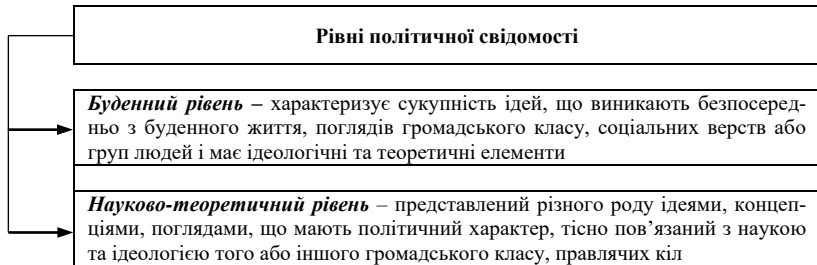 Рівні політичної свідомості
Буденний рівень – характеризує сукупність ідей, що виникають безпосеред-
ньо з буденного життя, поглядів громадського класу, соціальних верств або
груп людей і має ідеологічні та теоретичні елементи
Науково-теоретичний рівень – представлений різного роду ідеями, концеп-
ціями, поглядами, що мають політичний характер, тісно пов’язаний з наукою
та ідеологією того або іншого громадського класу, правлячих кіл